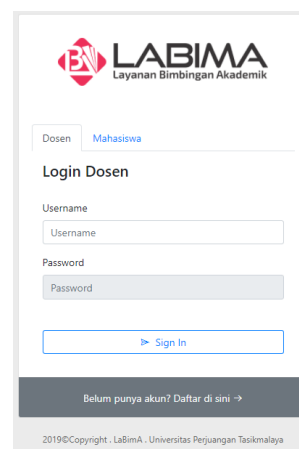 LABIMA
Layanan Bimbingan Akademik
Dosen
Mahasiswa
Login Dosen
Username
Username
Password
Password
Sign In
Belum punya akun? Daftar di sini →
2019©Copyright . LaBimA . Universitas Perjuangan Tasikmalaya